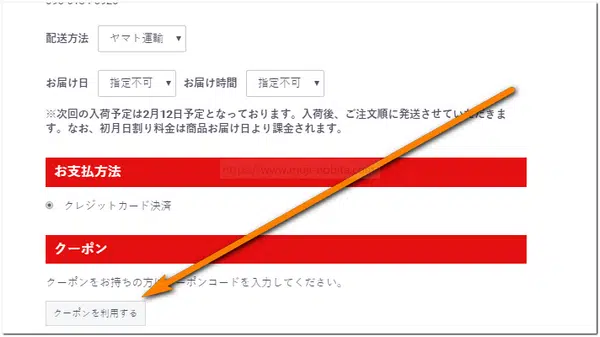 配送方法 ヤマト運輸
お届け日 指定不可 お届け時間 指定不可
※次回の入荷予定は2月12日予定となっております。入荷後、ご注文順に発送させていただきます。
す。なお、初月日割り料金は商品お届け日より課金されます。
お支払方法
クレジットカード決済
クーポン
クーポンをお持ちの方 ーポンコードを入力してください。
クーポンを利用する